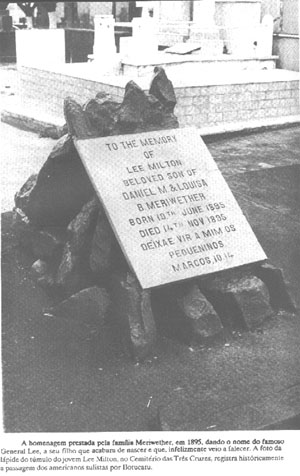 TO THE MEMORY
OF
LEE MILTON
BELOVED SON OF
DANIEL M. & LOUISA
B. MERIWETHER
BORN 10TH JUNE 1895
DIED 14TH NOV 1895
DEIXAE VIR A MIM OS
PEQUENINOS.
MARCOS, 10.14
A homenagem prestada pela família Meriwether, em 1895, dando o nome do famoso
General Lee, a seu filho que acabara de nascer e que, infelizmente veio a falecer. A foto da
lápide do túmulo do jovem Lee Milton, no Cemitério das Três Cruzes, registra históricamente
a passagem dos americanos sulistas por Botucatu.